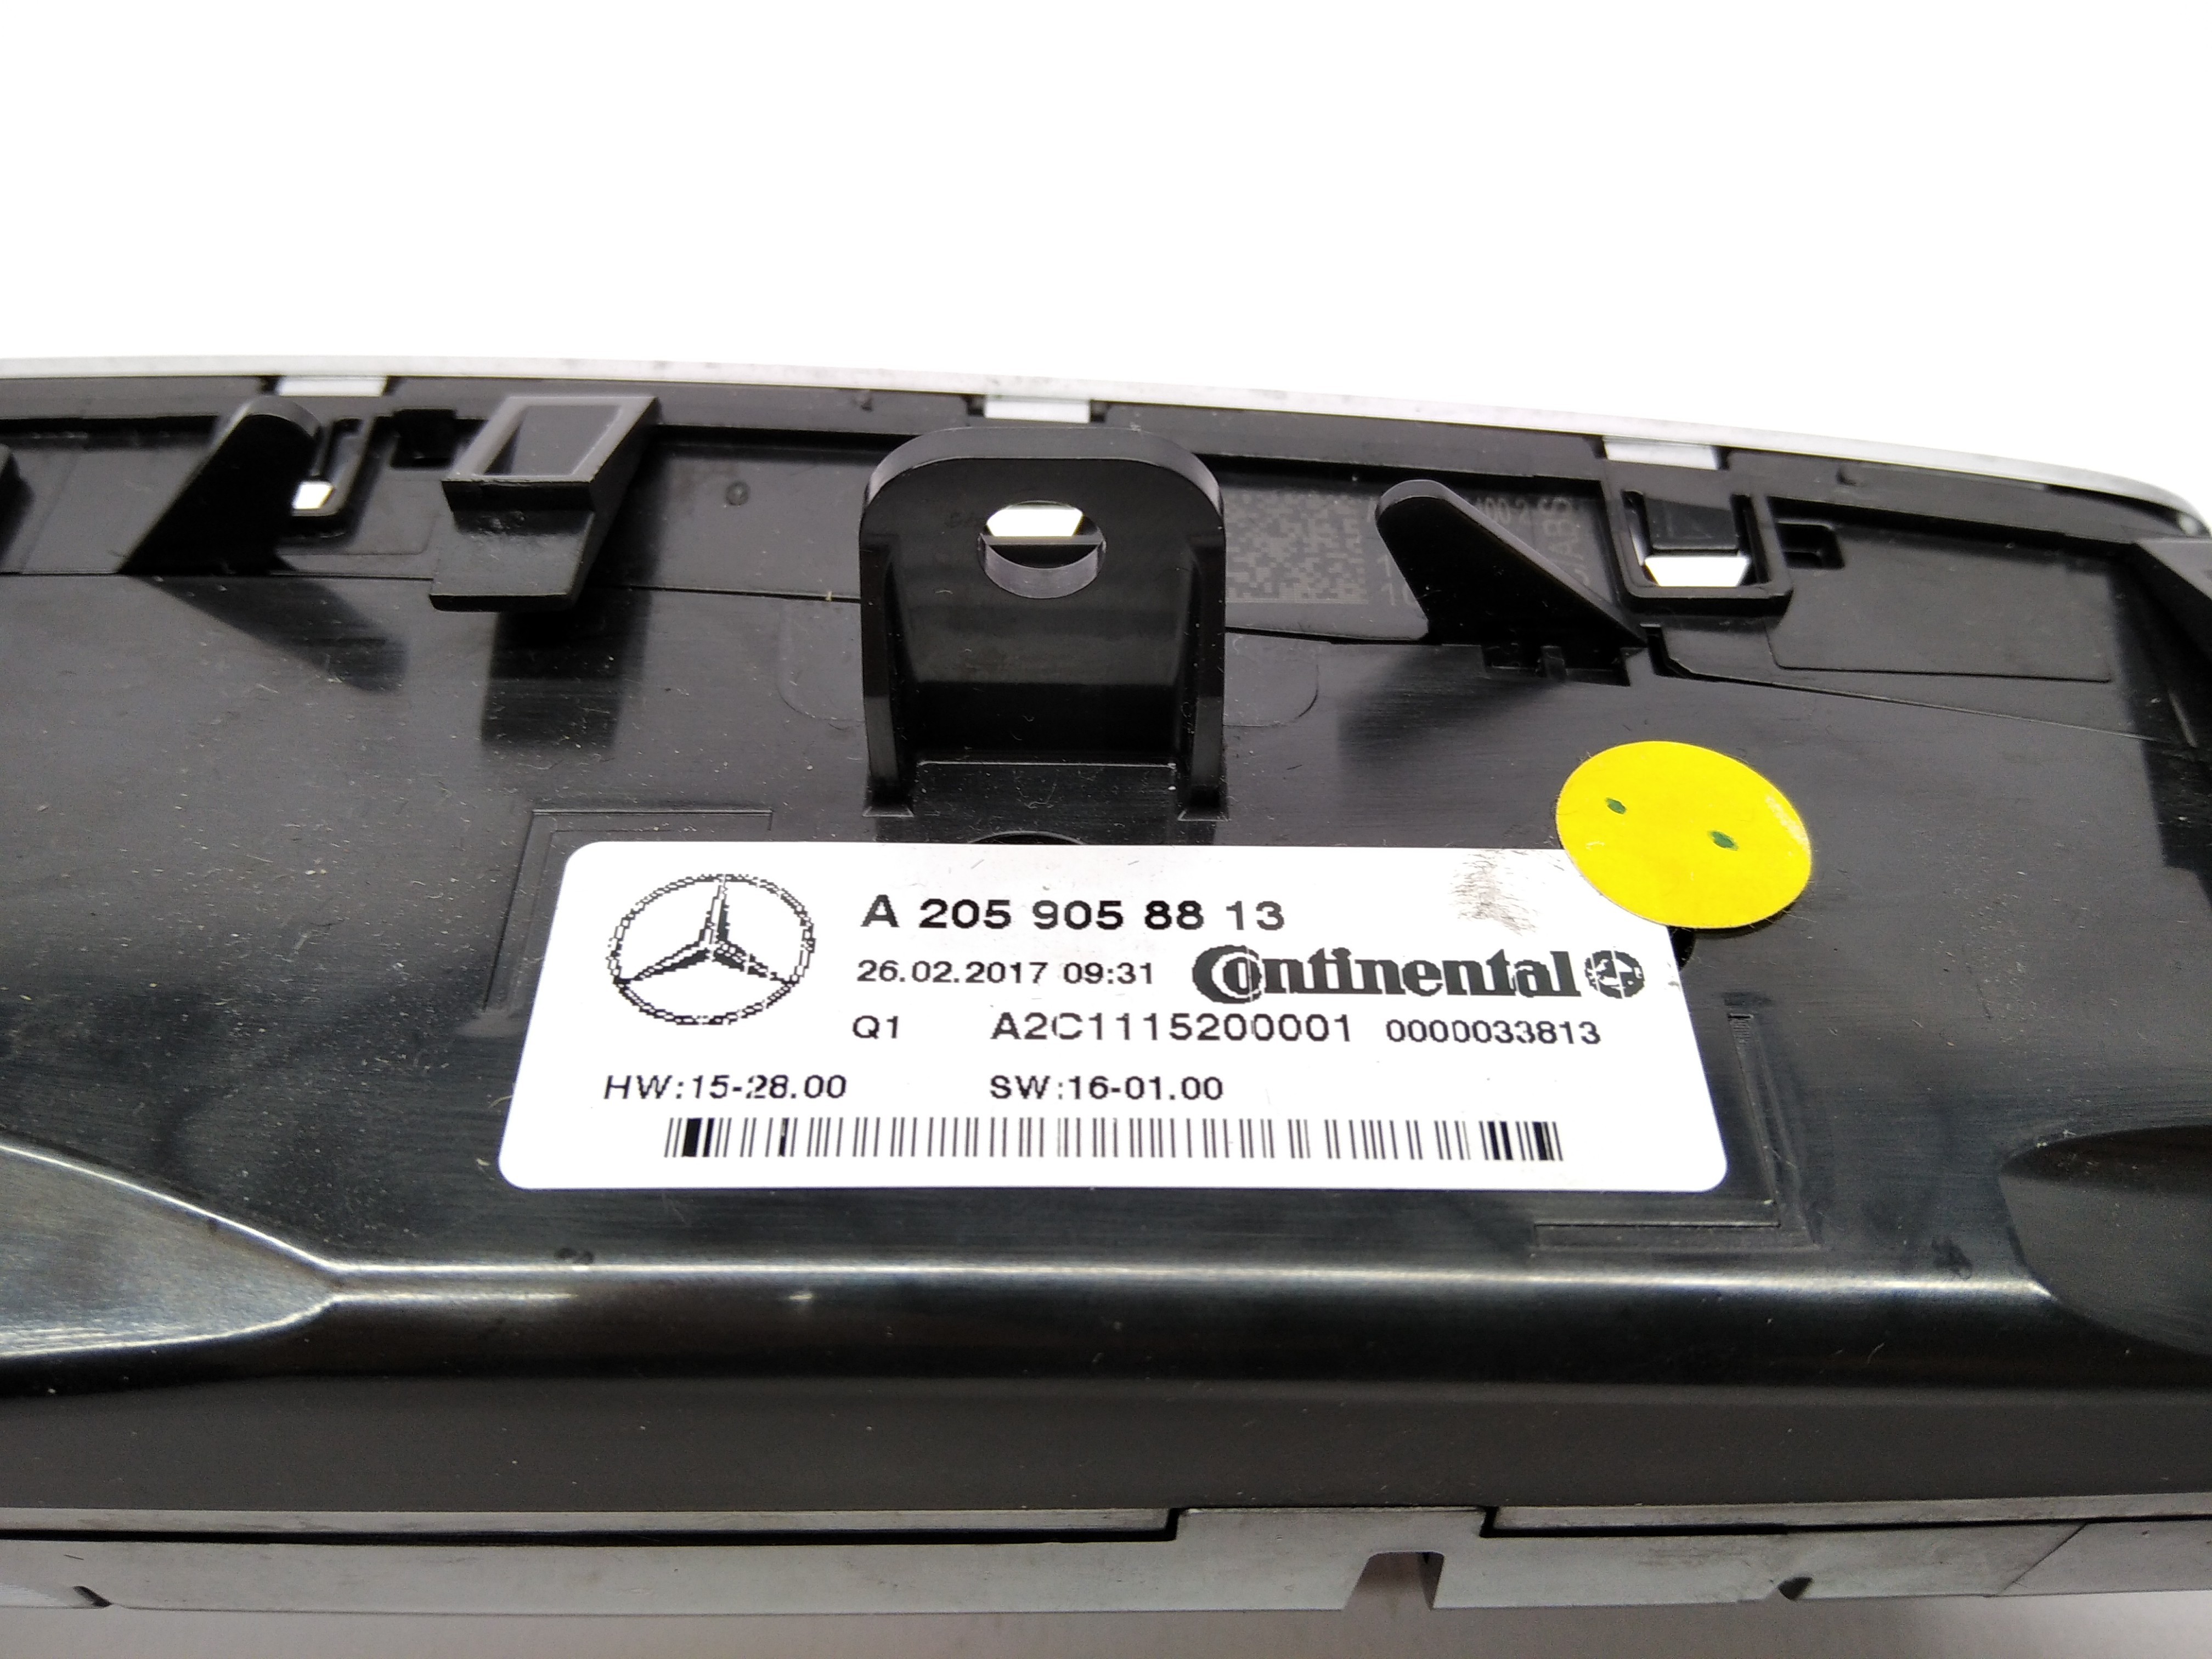 A 205 905 88 13
26.02.2017 09:31 Continental
Q1 A2C1115200001 0000033813
HW:15-28.00 SW:16-01.00